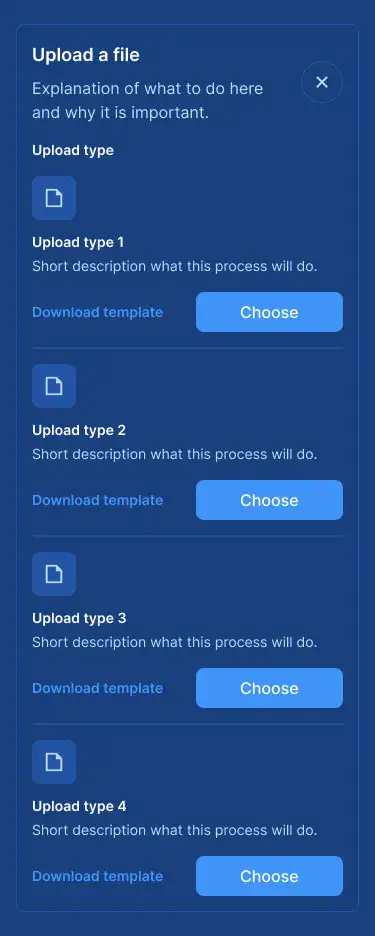 Upload a file
Explanation of what to do here
and why it is important.
Upload type
Upload type 1
Short description what this process will do.
Download template
Choose
Upload type 2
Short description what this process will do.
Download template
Choose
Upload type 3
Short description what this process will do.
Download template
Choose
Upload type 4
Short description what this process will do.
Download template
Choose